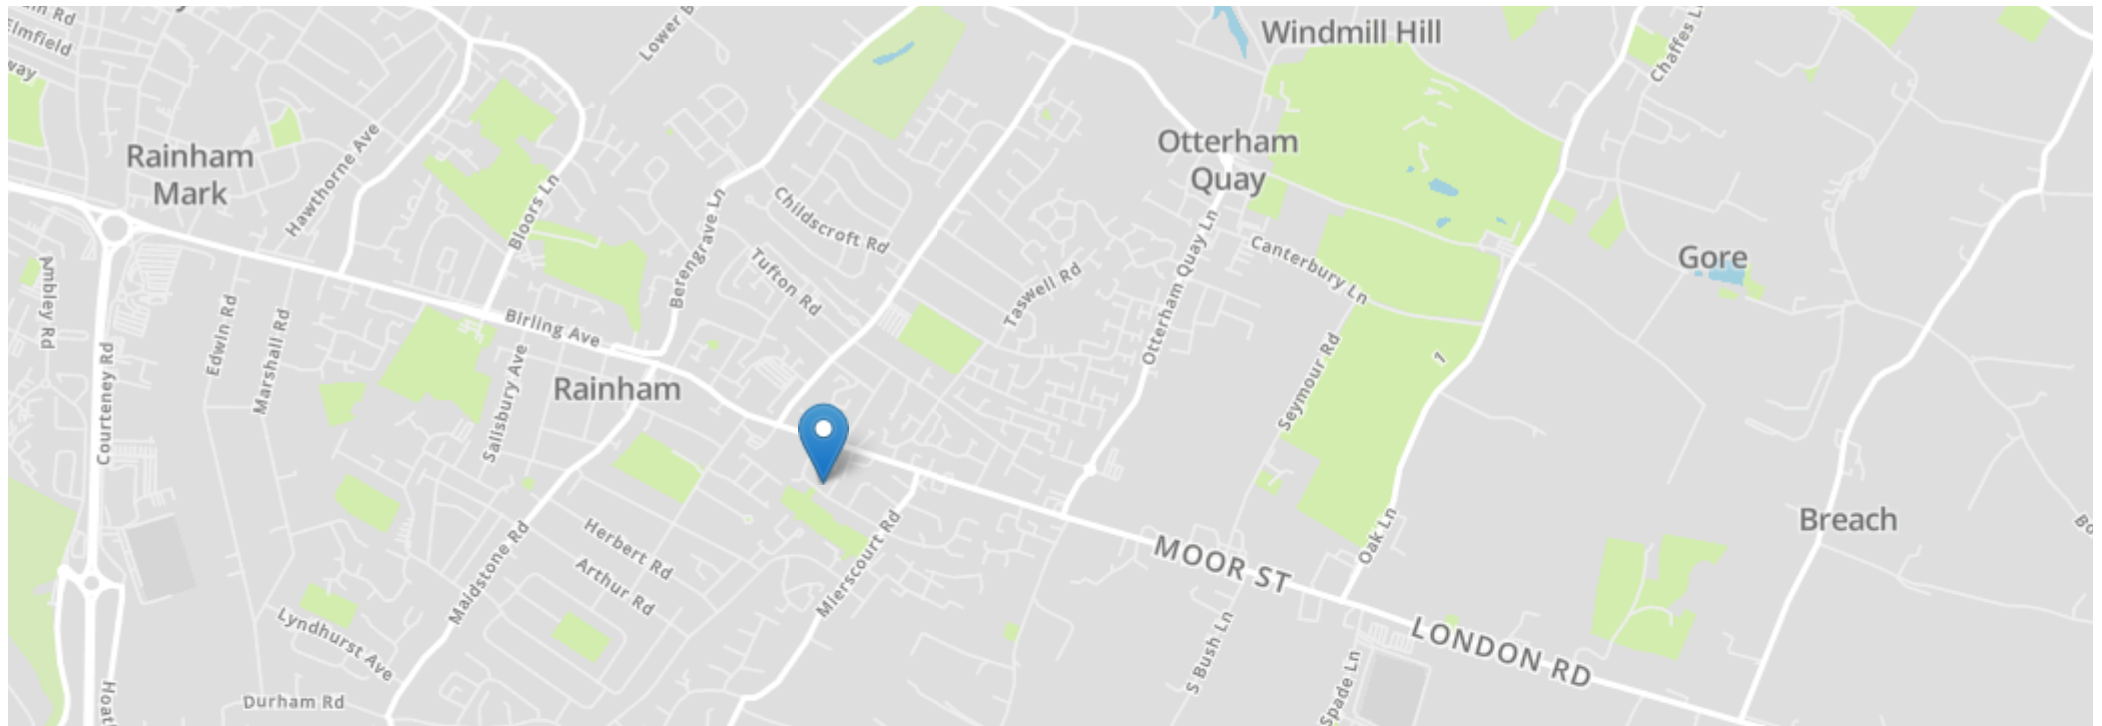 Elmfield
Windmill Hill
Chaffes
Lower
Rainham
Mark
Hawthorne Ave
Bloors Ln
Berengrave Ln
Childscroft Rd
Tufton Rd
Otterham
Quay
Otterham Quay Ln
Canterbury Ln
Taswell Rd
Gore
Edwin Rd
Marshall Rd
Courteney Rd
Birling Ave
Salisbury Ave
Rainham
Seymour Rd
1
Maidstone Rd
Herbert Rd
Arthur Rd
Mierscourt Rd
MOOR ST
Oak Ln
Breach
Lyndhurst Ave
Durham Rd
S Bush Ln
Spade Ln
LONDON RD